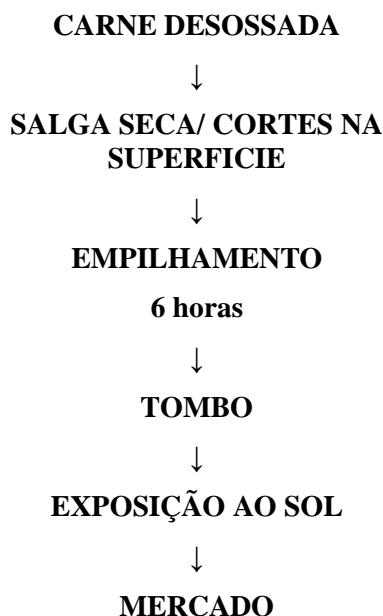 CARNE DESOSSADA
↓
SALGA SECA/ CORTES NA
SUPERFICIE
↓
EMPILHAMENTO
6 horas
↓
TOMBO
↓
EXPOSIÇÃO AO SOL
↓
MERCADO